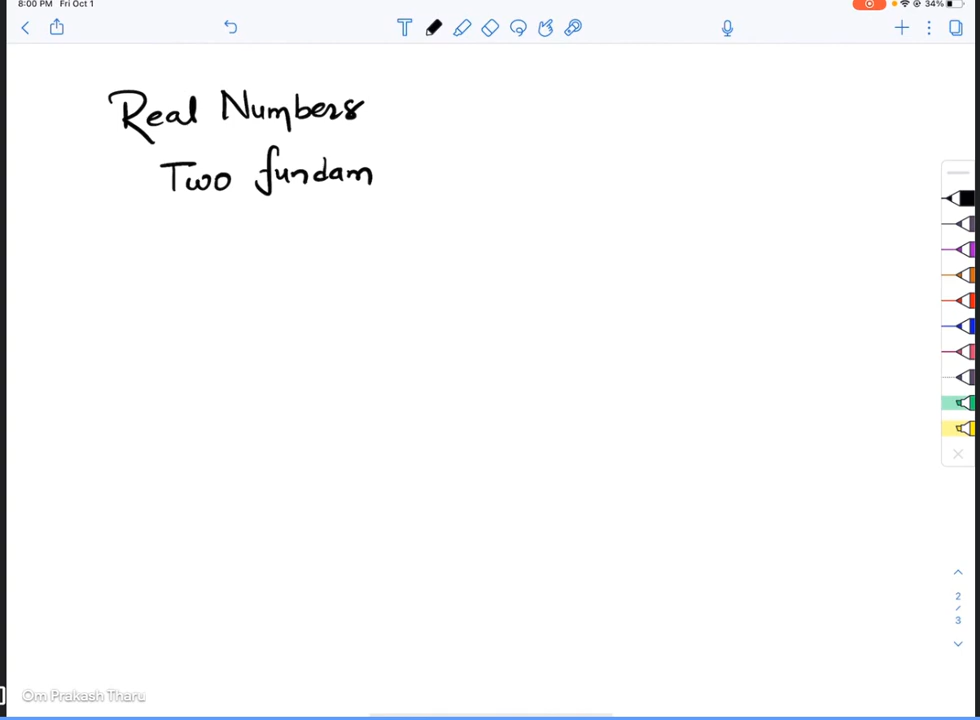 8:00 PM Fri Oct 1
34%
Real Numbers
Two fundam
2
/
3
Om Prakash Tharu